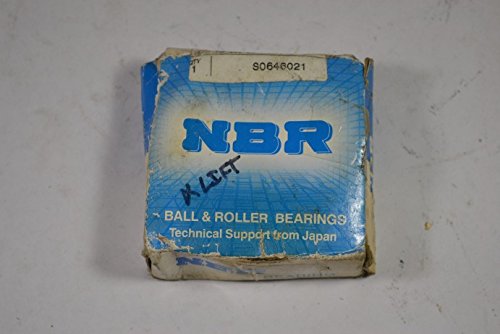 QTY
1 S0646021
NBR
K LIFT
BALL & ROLLER BEARINGS
Technical Support from Japan